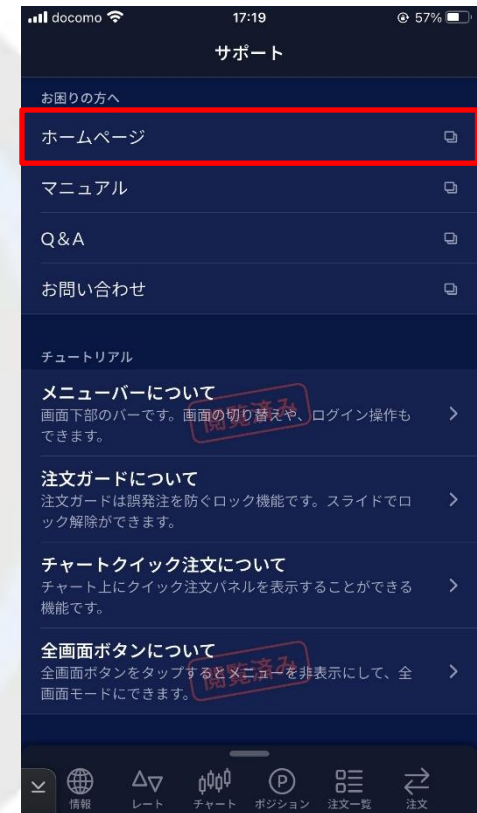 docomo 17:19 57%
サポート
お困りの方へ
ホームページ
マニュアル
Q&A
お問い合わせ
チュートリアル
メニューバーについて
画面下部のバーです。画面の切り替えや、ログイン操作も
できます。
閲覧済み
注文ガードについて
注文ガードは誤発注を防ぐロック機能です。スライドでロ
ック解除ができます。
チャートクイック注文について
チャート上にクイック注文パネルを表示することができる
機能です。
全画面ボタンについて
全画面ボタンをタップするとメニューを非表示にして、全
画面モードにできます。
閲覧済み
情報 レート チャート ポジション 注文一覧 注文